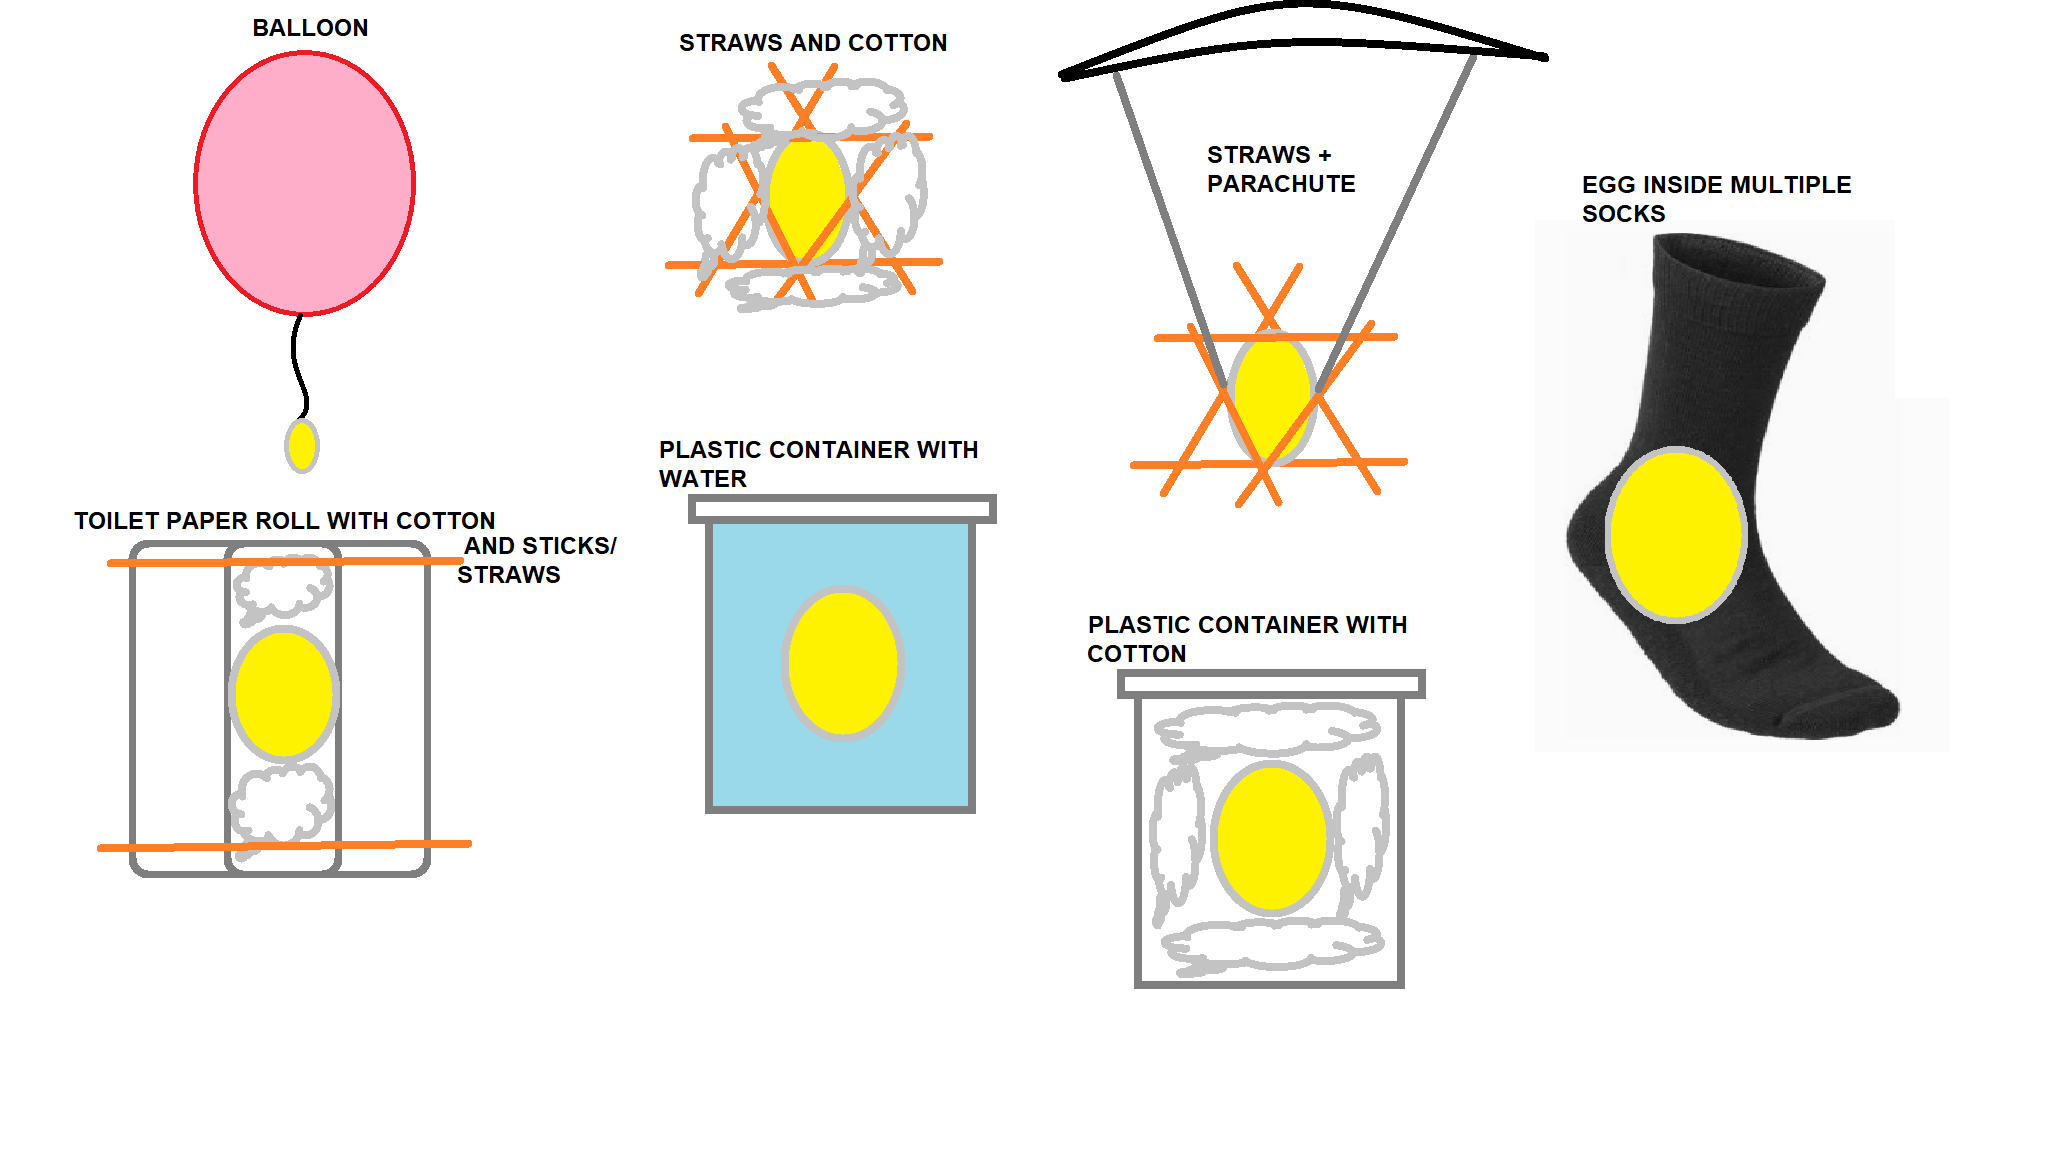 BALLOON
STRAWS AND COTTON
STRAWS +
PARACHUTE
EGG INSIDE MULTIPLE
SOCKS
TOILET PAPER ROLL WITH COTTON
AND STICKS/
STRAWS
PLASTIC CONTAINER WITH
WATER
PLASTIC CONTAINER WITH
COTTON